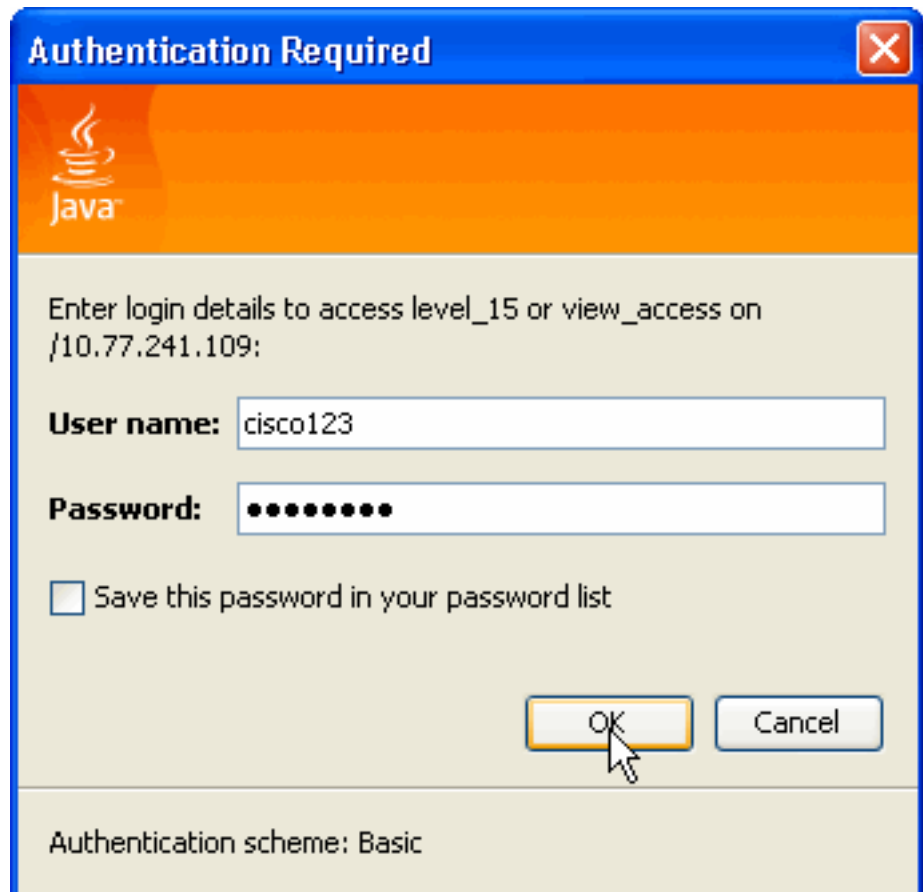 Authentication Required
Java™
Enter login details to access level_15 or view_access on
/10.77.241.109:
User name: cisco123
Password: ●●●●●●●●
Save this password in your password list
OK Cancel
Authentication scheme: Basic